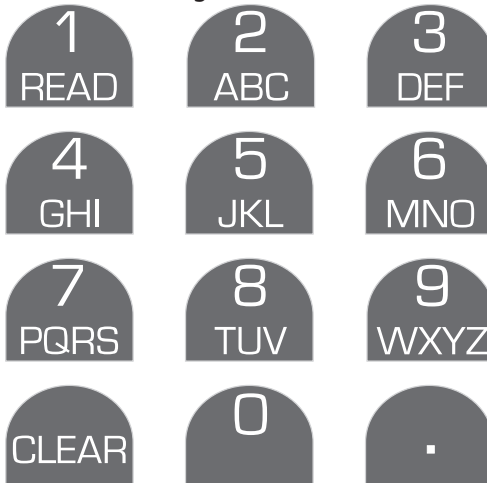 1 2 3
READ ABC DEF
4 5 6
GHI JKL MNO
7 8 9
PQRS TUV WXYZ
0
CLEAR .